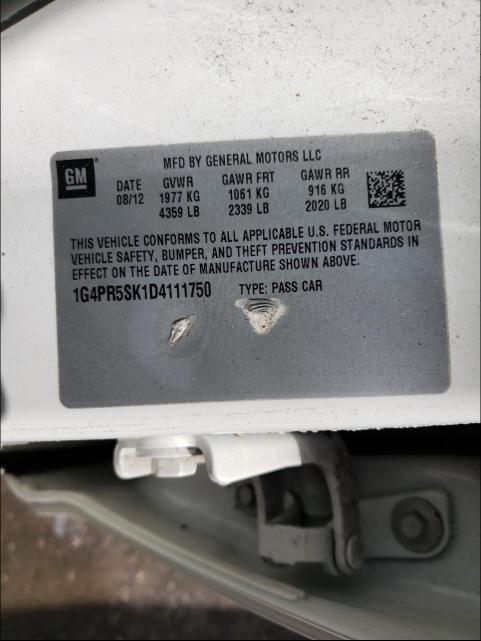 MFD BY GENERAL MOTORS LLC
GM
DATE GVWR GAWR FRT GAWR RR
08/12 1977 KG 1061 KG 916 KG
4359 LB 2339 LB 2020 LB
THIS VEHICLE CONFORMS TO ALL APPLICABLE U.S. FEDERAL MOTOR
VEHICLE SAFETY, BUMPER, AND THEFT PREVENTION STANDARDS IN
EFFECT ON THE DATE OF MANUFACTURE SHOWN ABOVE.
1G4PR5SK1D4111750 TYPE: PASS CAR